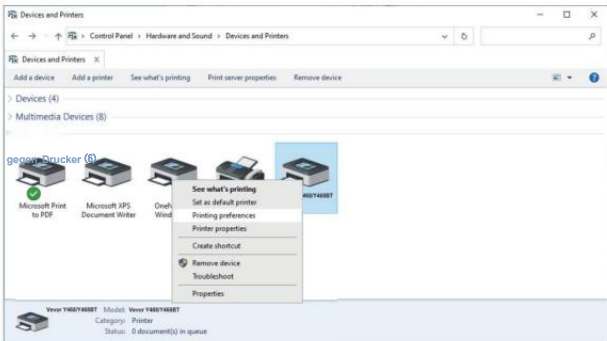 Devices and Printers
Control Panel › Hardware and Sound › Devices and Printers
Devices and Printers
Add a device Add a printer See what's printing Print server properties Remove device
Devices (4)
Multimedia Devices (8)
gegen Drucker (6)
Microsoft Print to PDF
Microsoft XPS Document Writer
See what's printing
Set as default printer
Printing preferences
Printer properties
Create shortcut
Remove device
Troubleshoot
Properties
Vevor Y468/Y468BT Model: Vevor Y468/Y468BT
Category: Printer
Status: 0 document(s) in queue